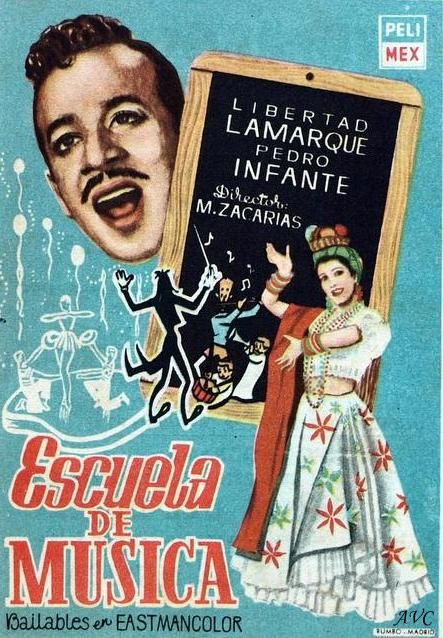 PELI
MEX
LIBERTAD
LAMARQUE
PEDRO
INFANTE
Director:
M. ZACARIAS
Escuela
DE
MUSICA
Bailables en EASTMANCOLOR
AVC
RUMBO - MADRID